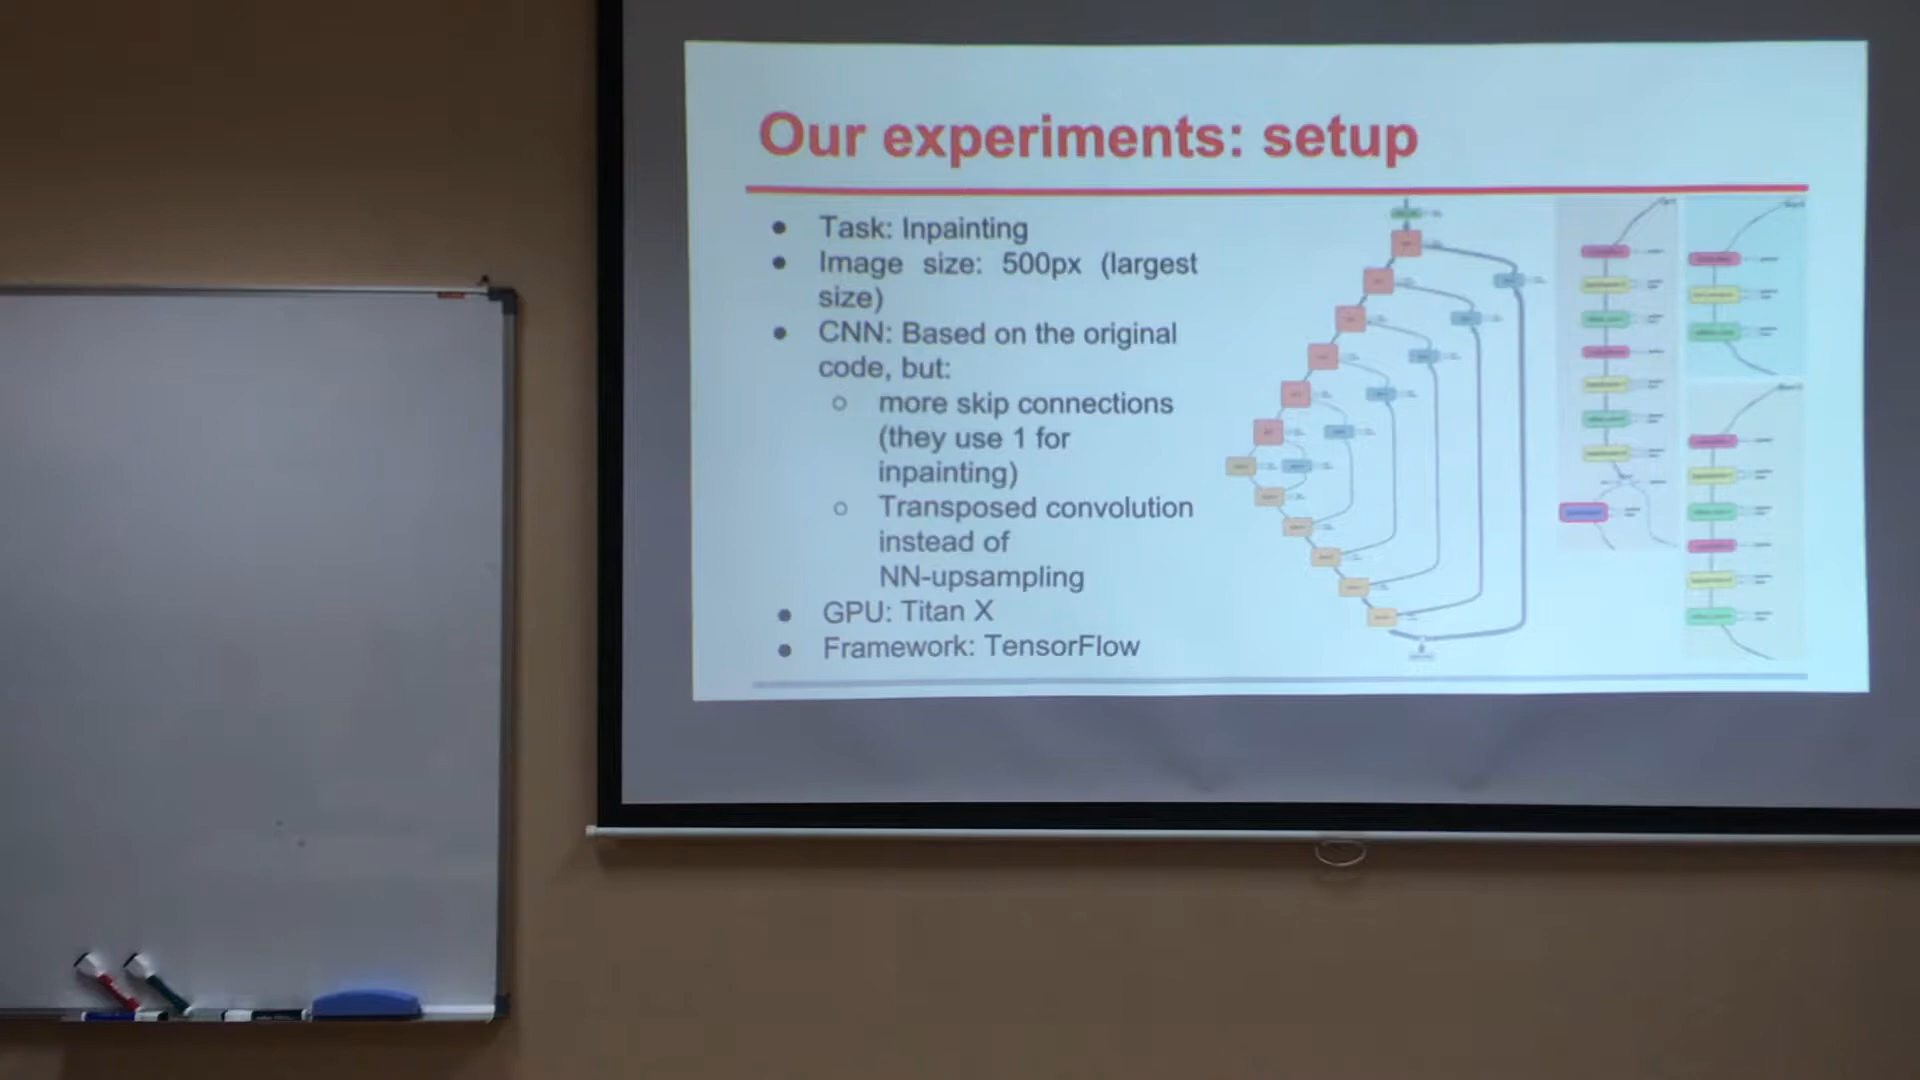 Our experiments: setup
● Task: Inpainting
● Image size: 500px (largest
size)
● CNN: Based on the original
code, but:
○ more skip connections
(they use 1 for
inpainting)
○ Transposed convolution
instead of
NN-upsampling
● GPU: Titan X
● Framework: TensorFlow